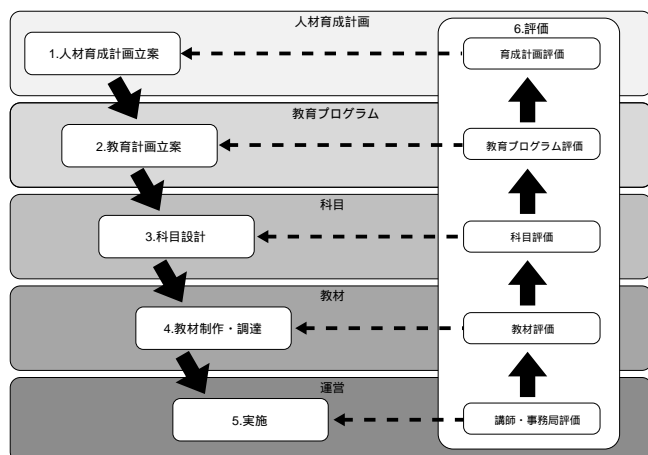 人材育成計画
6.評価
1.人材育成計画立案
育成計画評価
教育プログラム
2.教育計画立案
教育プログラム評価
科目
3.科目設計
科目評価
教材
4.教材制作・調達
教材評価
運営
5.実施
講師・事務局評価